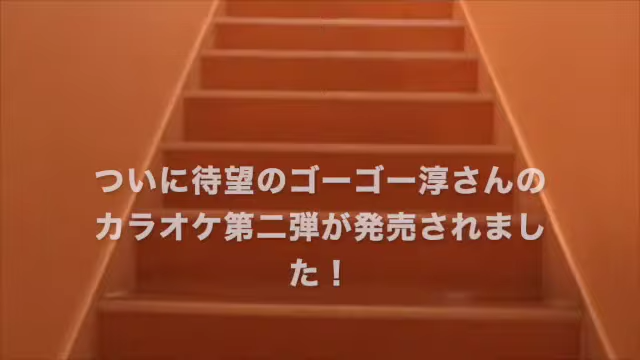 ついに待望のゴーゴー淳さんの
カラオケ第二弾が発売されまし
た！